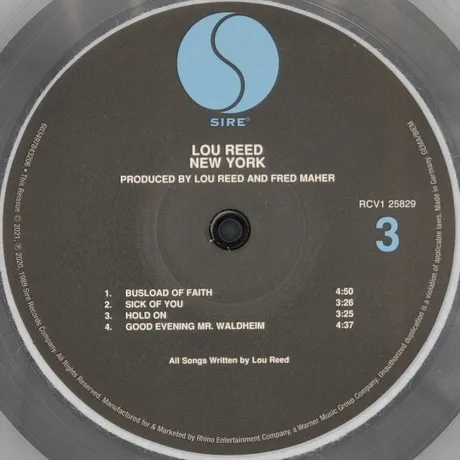 SIRE®
LOU REED
NEW YORK
PRODUCED BY LOU REED AND FRED MAHER
RCV1 25829
3
1. BUSLOAD OF FAITH 4:50
2. SICK OF YOU 3:26
3. HOLD ON 3:25
4. GOOD EVENING MR. WALDHEIM 4:37
All Songs Written by Lou Reed
603497843206 • This Reissue © 2021, ℗ 2020, 1989 Sire Records Company. All Rights Reserved. Manufactured for & Marketed by Rhino Entertainment Company, a Warner Music Group Company. Unauthorized duplication is a violation of applicable laws. Made in Germany. GEMA/BIEM